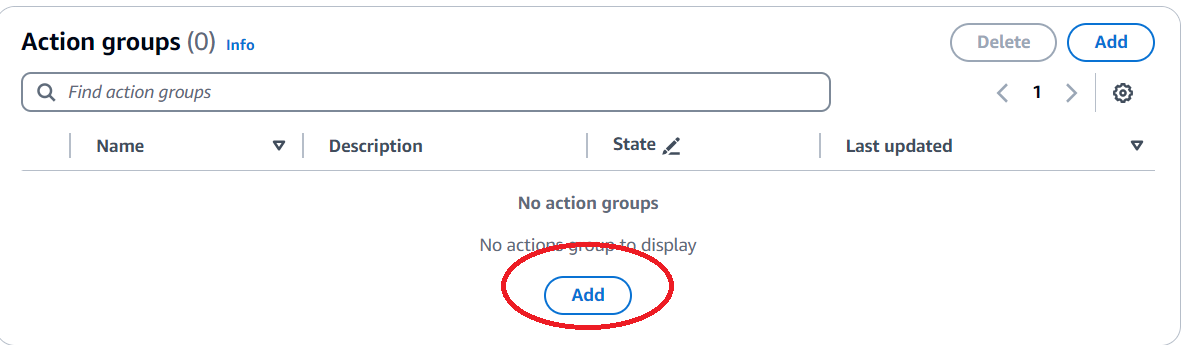 Action groups (0) Info Delete Add
Find action groups 1
Name Description State Last updated
No action groups
No actions group to display
Add